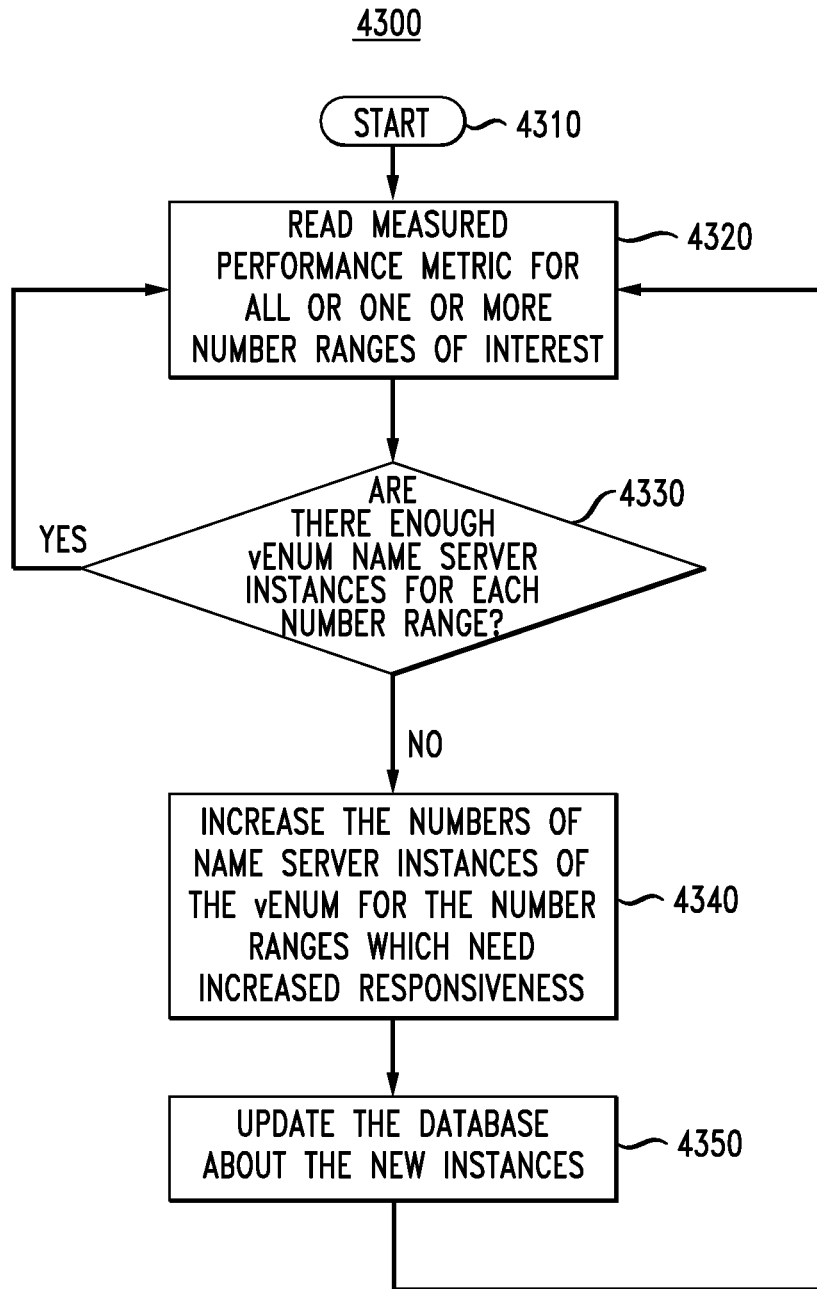 4300
START
4310
READ MEASURED
PERFORMANCE METRIC FOR
ALL OR ONE OR MORE
NUMBER RANGES OF INTEREST
4320
ARE
THERE ENOUGH
vENUM NAME SERVER
INSTANCES FOR EACH
NUMBER RANGE?
4330
YES
NO
INCREASE THE NUMBERS OF
NAME SERVER INSTANCES OF
THE vENUM FOR THE NUMBER
RANGES WHICH NEED
INCREASED RESPONSIVENESS
4340
UPDATE THE DATABASE
ABOUT THE NEW INSTANCES
4350